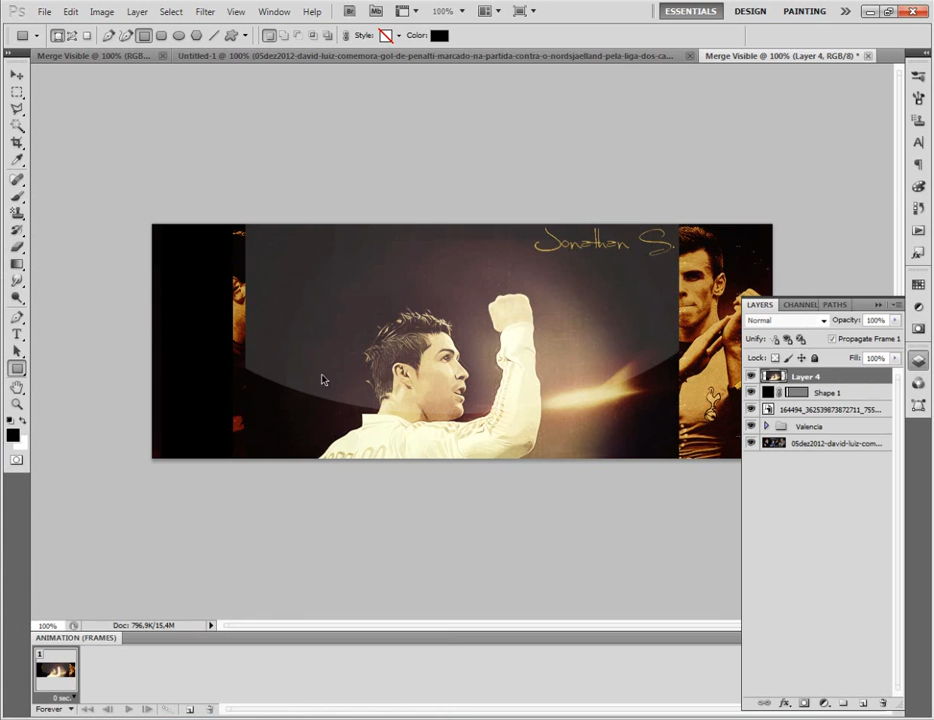 Ps File Edit Image Layer Select Filter Analysis View Window Help Br Mb 100% ESSENTIALS DESIGN PAINTING
Style: Color:
Merge Visible @ 100% (RGB... Untitled-1 @ 100% (05dez2012-david-luiz-comemora-gol-de-penalti-marcado-na-partida-contra-o-nordsjaelland-pela-liga-dos-ca... Merge Visible @ 100% (Layer 4, RGB/8) *
Jonathan S.
LAYERS CHANNEL PATHS
Normal Opacity: 100%
Unify: Propagate Frame 1
Lock: Fill: 100%
Layer 4
Shape 1
164494_362539873872711_755...
Valencia
05dez2012-david-luiz-com...
100% Doc: 796,9K/15,4M
ANIMATION (FRAMES)
1
0 sec.
Forever